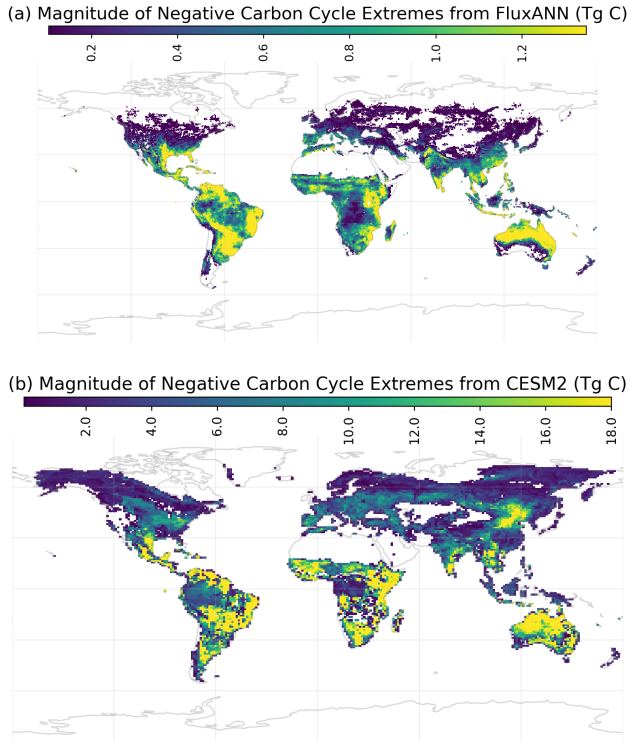 (a) Magnitude of Negative Carbon Cycle Extremes from FluxANN (Tg C)
0.2 0.4 0.6 0.8 1.0 1.2
(b) Magnitude of Negative Carbon Cycle Extremes from CESM2 (Tg C)
2.0 4.0 6.0 8.0 10.0 12.0 14.0 16.0 18.0